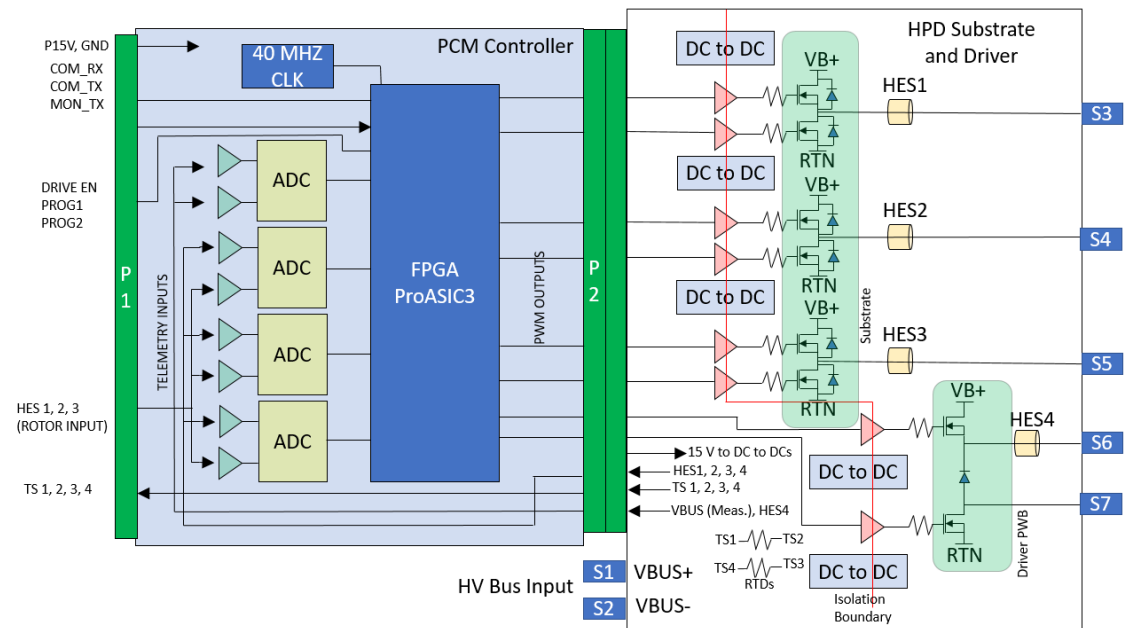 P15V, GND
COM_RX
COM_TX
MON_TX
DRIVE EN
PROG1
PROG2
HES 1, 2, 3
(ROTOR INPUT)
TS 1, 2, 3, 4
P
1
PCM Controller
40 MHZ
CLK
TELEMETRY INPUTS
ADC
ADC
ADC
ADC
FPGA
ProASIC3
PWM OUTPUTS
P
2
HPD Substrate
and Driver
DC to DC
VB+
HES1
S3
RTN
DC to DC
VB+
HES2
S4
RTN
DC to DC
VB+
Substrate
HES3
S5
RTN
VB+
HES4
S6
DC to DC
S7
RTN
Driver PWB
DC to DC
Isolation
Boundary
15 V to DC to DCs
HES1, 2, 3, 4
TS 1, 2, 3, 4
VBUS (Meas.), HES4
TS1
TS2
TS4
TS3
RTDs
HV Bus Input
S1
VBUS+
S2
VBUS-